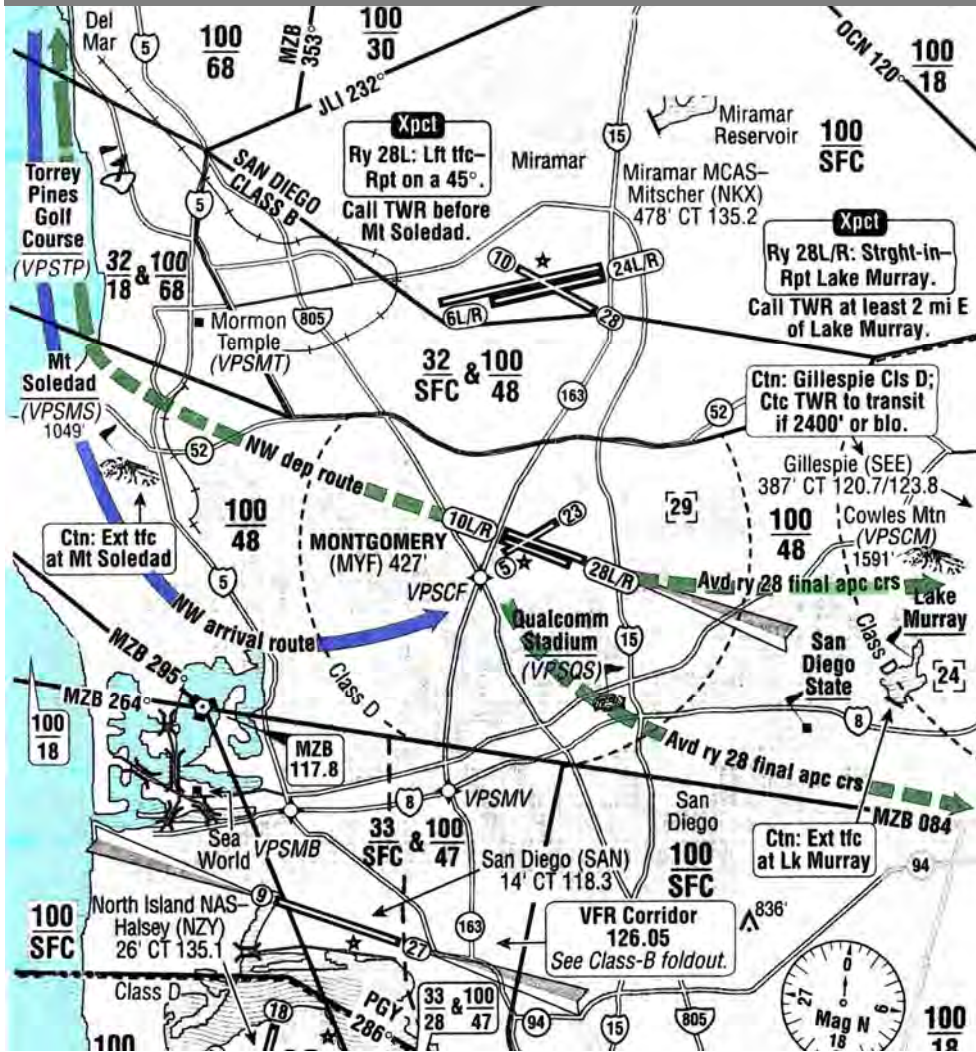 Del
Mar
5
100
68
MZB
353°
100
30
JLI 232°
OCN 120°
100
18
Xpct
Ry 28L: Lft tfc–
Rpt on a 45°.
Call TWR before
Mt Soledad.
SAN DIEGO
CLASS B
15
Miramar
Miramar
Reservoir
100
SFC
Miramar MCAS–
Mitscher (NKX)
478' CT 135.2
Torrey
Pines
Golf
Course
(VPSTP)
5
32
18
&
100
68
10
24L/R
6L/R
28
Xpct
Ry 28L/R: Strght-in–
Rpt Lake Murray.
Call TWR at least 2 mi E
of Lake Murray.
805
Mormon
Temple
(VPSMT)
Mt
Soledad
(VPSMS)
1049'
32
SFC
&
100
48
163
52
Ctn: Gillespie Cls D;
Ctc TWR to transit
if 2400' or blo.
52
NW dep route
Gillespie (SEE)
387' CT 120.7/123.8
Ctn: Ext tfc
at Mt Soledad
100
48
10L/R
23
29
100
48
Cowles Mtn
(VPSCM)
1591'
MONTGOMERY
(MYF) 427'
5
28L/R
5
VPSCF
Avd ry 28 final apc crs
Lake
Murray
NW arrival route
Qualcomm
Stadium
(VPSQS)
15
Class D
San
Diego
State
24
MZB 295°
Class D
MZB 264°
100
18
MZB
117.8
8
Avd ry 28 final apc crs
VPSMV
8
San
Diego
MZB 084
Sea
World
VPSMB
33
SFC
&
100
47
San Diego (SAN)
14' CT 118.3
100
SFC
Ctn: Ext tfc
at Lk Murray
94
9
North Island NAS–
Halsey (NZY)
26' CT 135.1
100
SFC
27
163
VFR Corridor
126.05
See Class-B foldout.
836'
Class D
PGY
286°
33
28
&
100
47
94
15
805
0
9
18
27
Mag N
18
100
100
18